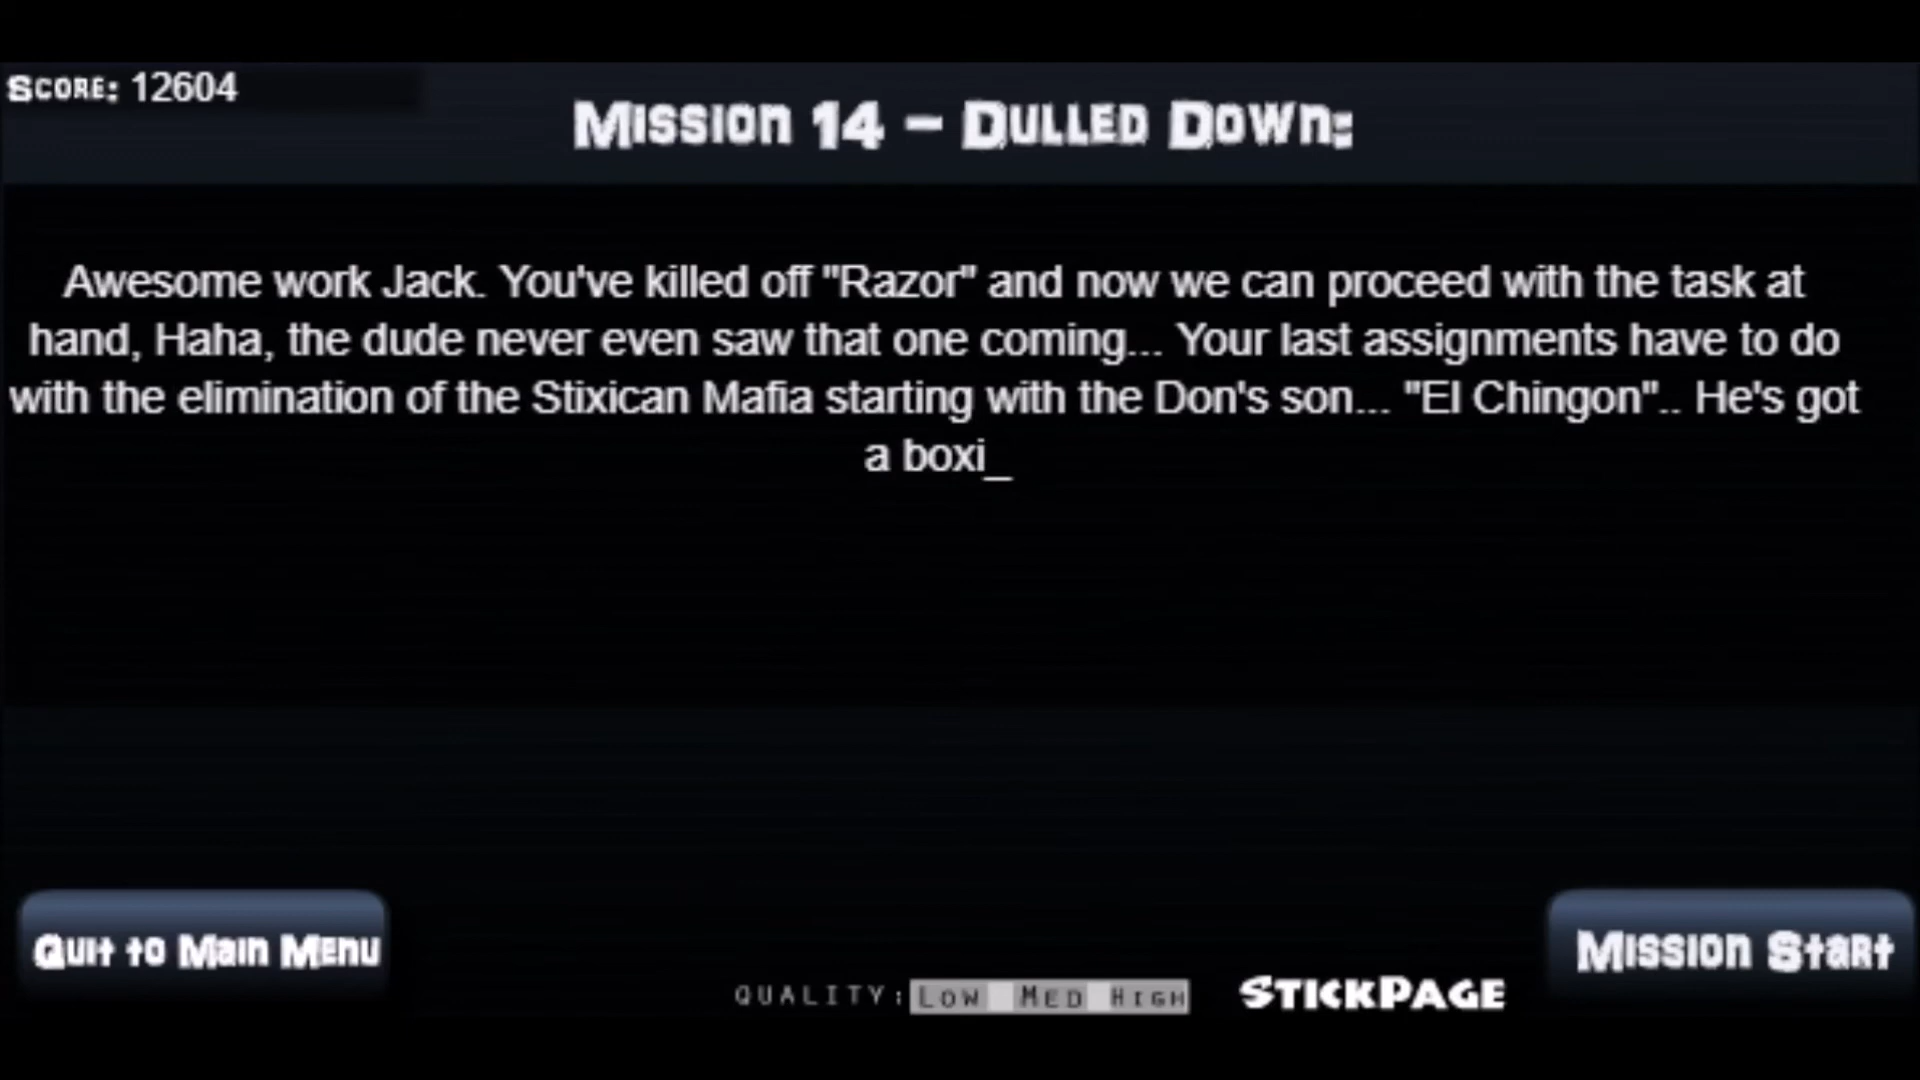 Score: 12604
Mission 14 - Dulled Down:
Awesome work Jack. You've killed off "Razor" and now we can proceed with the task at
hand, Haha, the dude never even saw that one coming... Your last assignments have to do
with the elimination of the Stixican Mafia starting with the Don's son... "El Chingon".. He's got
a boxi_
Quit to Main Menu
Mission Start
QUALITY: Low Med High
StickPage